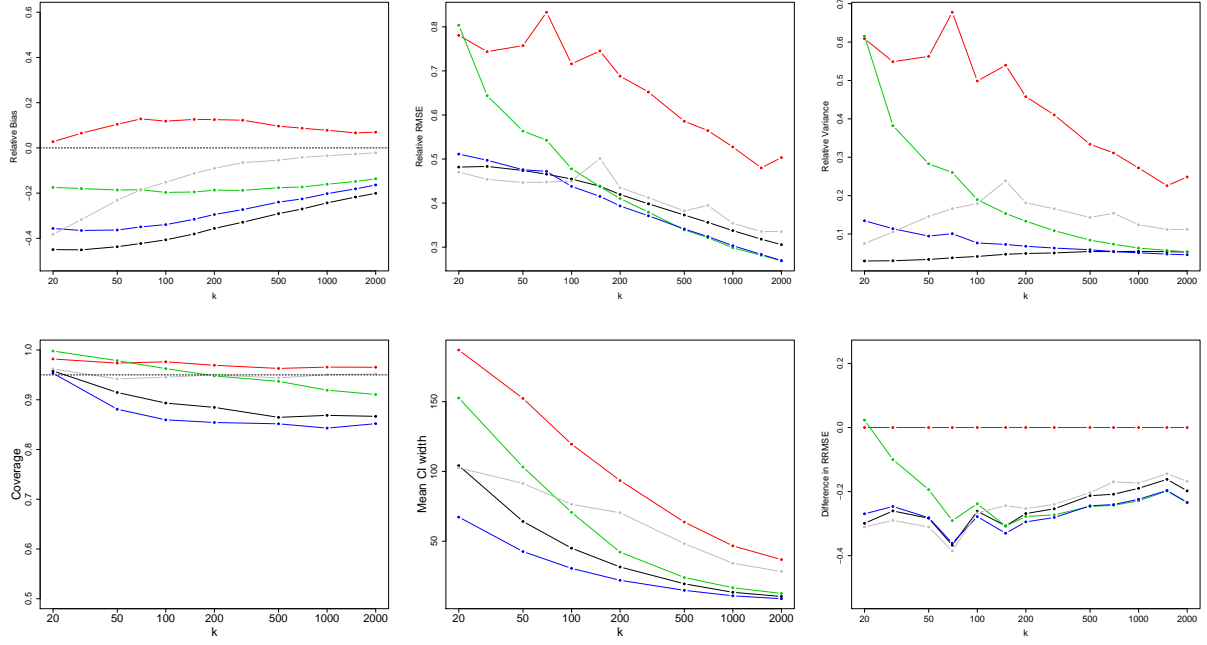 Relative Bias
0.6
0.4
0.2
0.0
−0.2
−0.4
20 50 100 200 500 1000 2000
k
Relative RMSE
0.8
0.7
0.6
0.5
0.4
0.3
20 50 100 200 500 1000 2000
k
Relative Variance
0.7
0.6
0.5
0.4
0.3
0.2
0.1
20 50 100 200 500 1000 2000
k
Coverage
1.0
0.9
0.8
0.7
0.6
0.5
20 50 100 200 500 1000 2000
k
Mean CI width
150
100
50
20 50 100 200 500 1000 2000
k
Difference in RRMSE
0.2
0.0
−0.2
−0.4
20 50 100 200 500 1000 2000
k